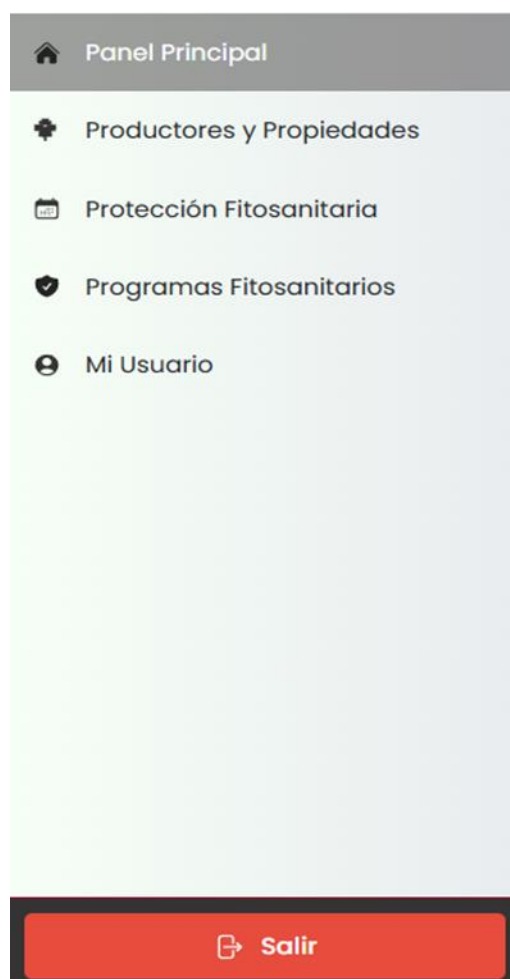 Panel Principal
Productores y Propiedades
Protección Fitosanitaria
Programas Fitosanitarios
Mi Usuario
Salir